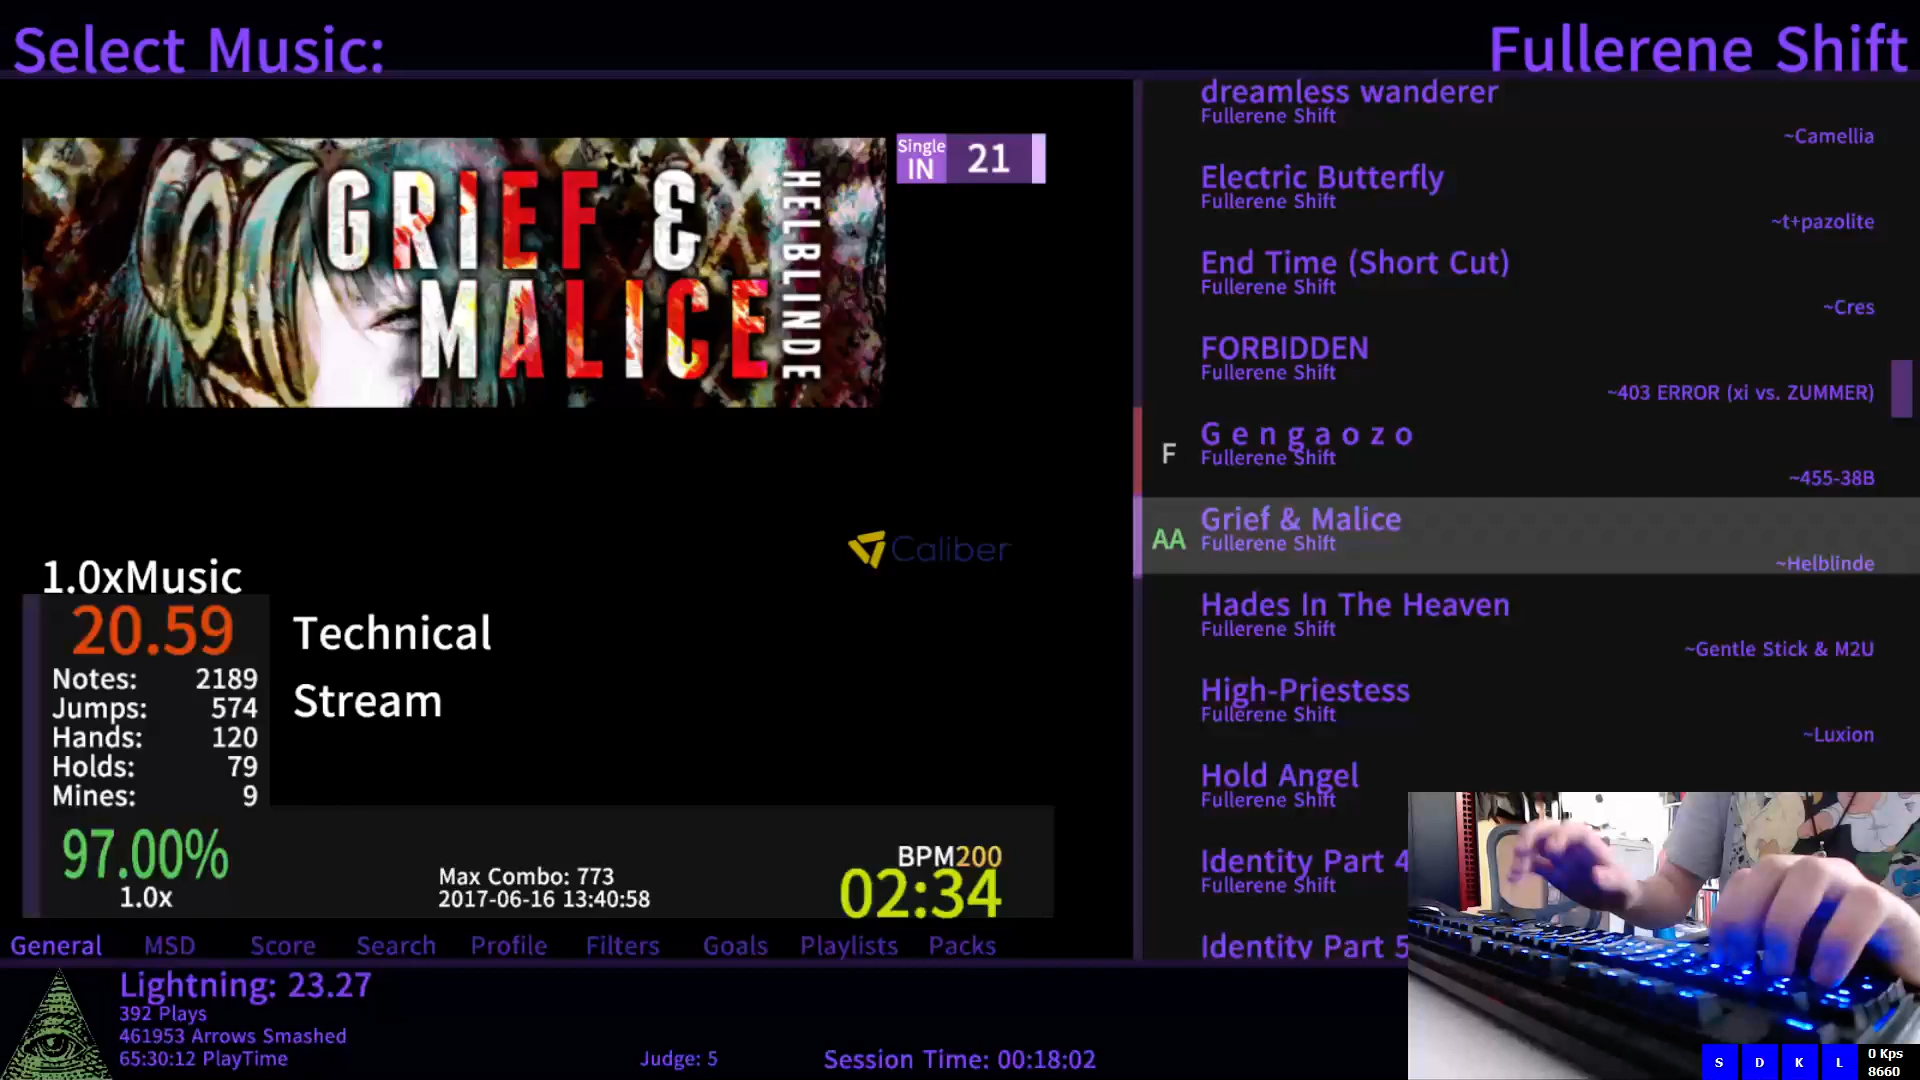 Select Music:
Fullerene Shift
GRIEF &
MALICE
HELBLINDE
Single
IN
21
Caliber
1.0xMusic
20.59
Notes: 2189
Jumps: 574
Hands: 120
Holds: 79
Mines: 9
Technical
Stream
97.00%
1.0x
Max Combo: 773
2017-06-16 13:40:58
BPM200
02:34
General MSD Score Search Profile Filters Goals Playlists Packs
Lightning: 23.27
392 Plays
461953 Arrows Smashed
65:30:12 PlayTime
Judge: 5
Session Time: 00:18:02
dreamless wanderer
Fullerene Shift
~Camellia
Electric Butterfly
Fullerene Shift
~t+pazolite
End Time (Short Cut)
Fullerene Shift
~Cres
FORBIDDEN
Fullerene Shift
~403 ERROR (xi vs. ZUMMER)
F
G e n g a o z o
Fullerene Shift
~455-38B
AA
Grief & Malice
Fullerene Shift
~Helblinde
Hades In The Heaven
Fullerene Shift
~Gentle Stick & M2U
High-Priestess
Fullerene Shift
~Luxion
Hold Angel
Fullerene Shift
Identity Part 4
Fullerene Shift
Identity Part 5
S D K L
0 Kps
8660